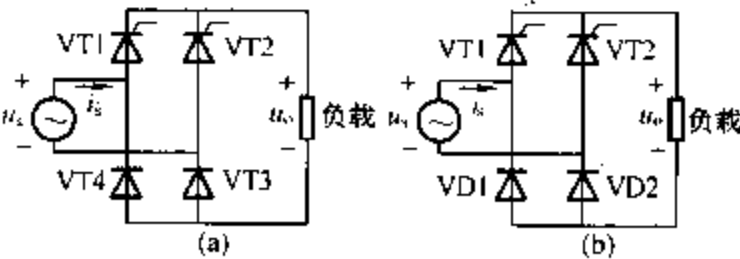 VT1 VT2 VT1 VT2
+ + + +
i_s i_s
u_s u_o 负载 u_s u_o 负载
− − − −
VT4 VT3 VD1 VD2
(a) (b)